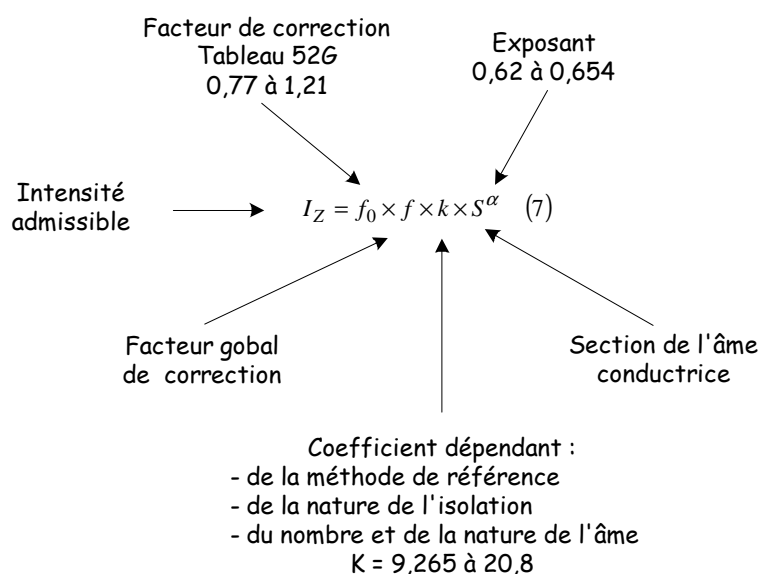 Facteur de correction
Tableau 52G
0,77 à 1,21
Exposant
0,62 à 0,654
Intensité
admissible
I_Z = f_0 × f × k × S^α (7)
Facteur gobal
de correction
Section de l'âme
conductrice
Coefficient dépendant :
- de la méthode de référence
- de la nature de l'isolation
- du nombre et de la nature de l'âme
K = 9,265 à 20,8